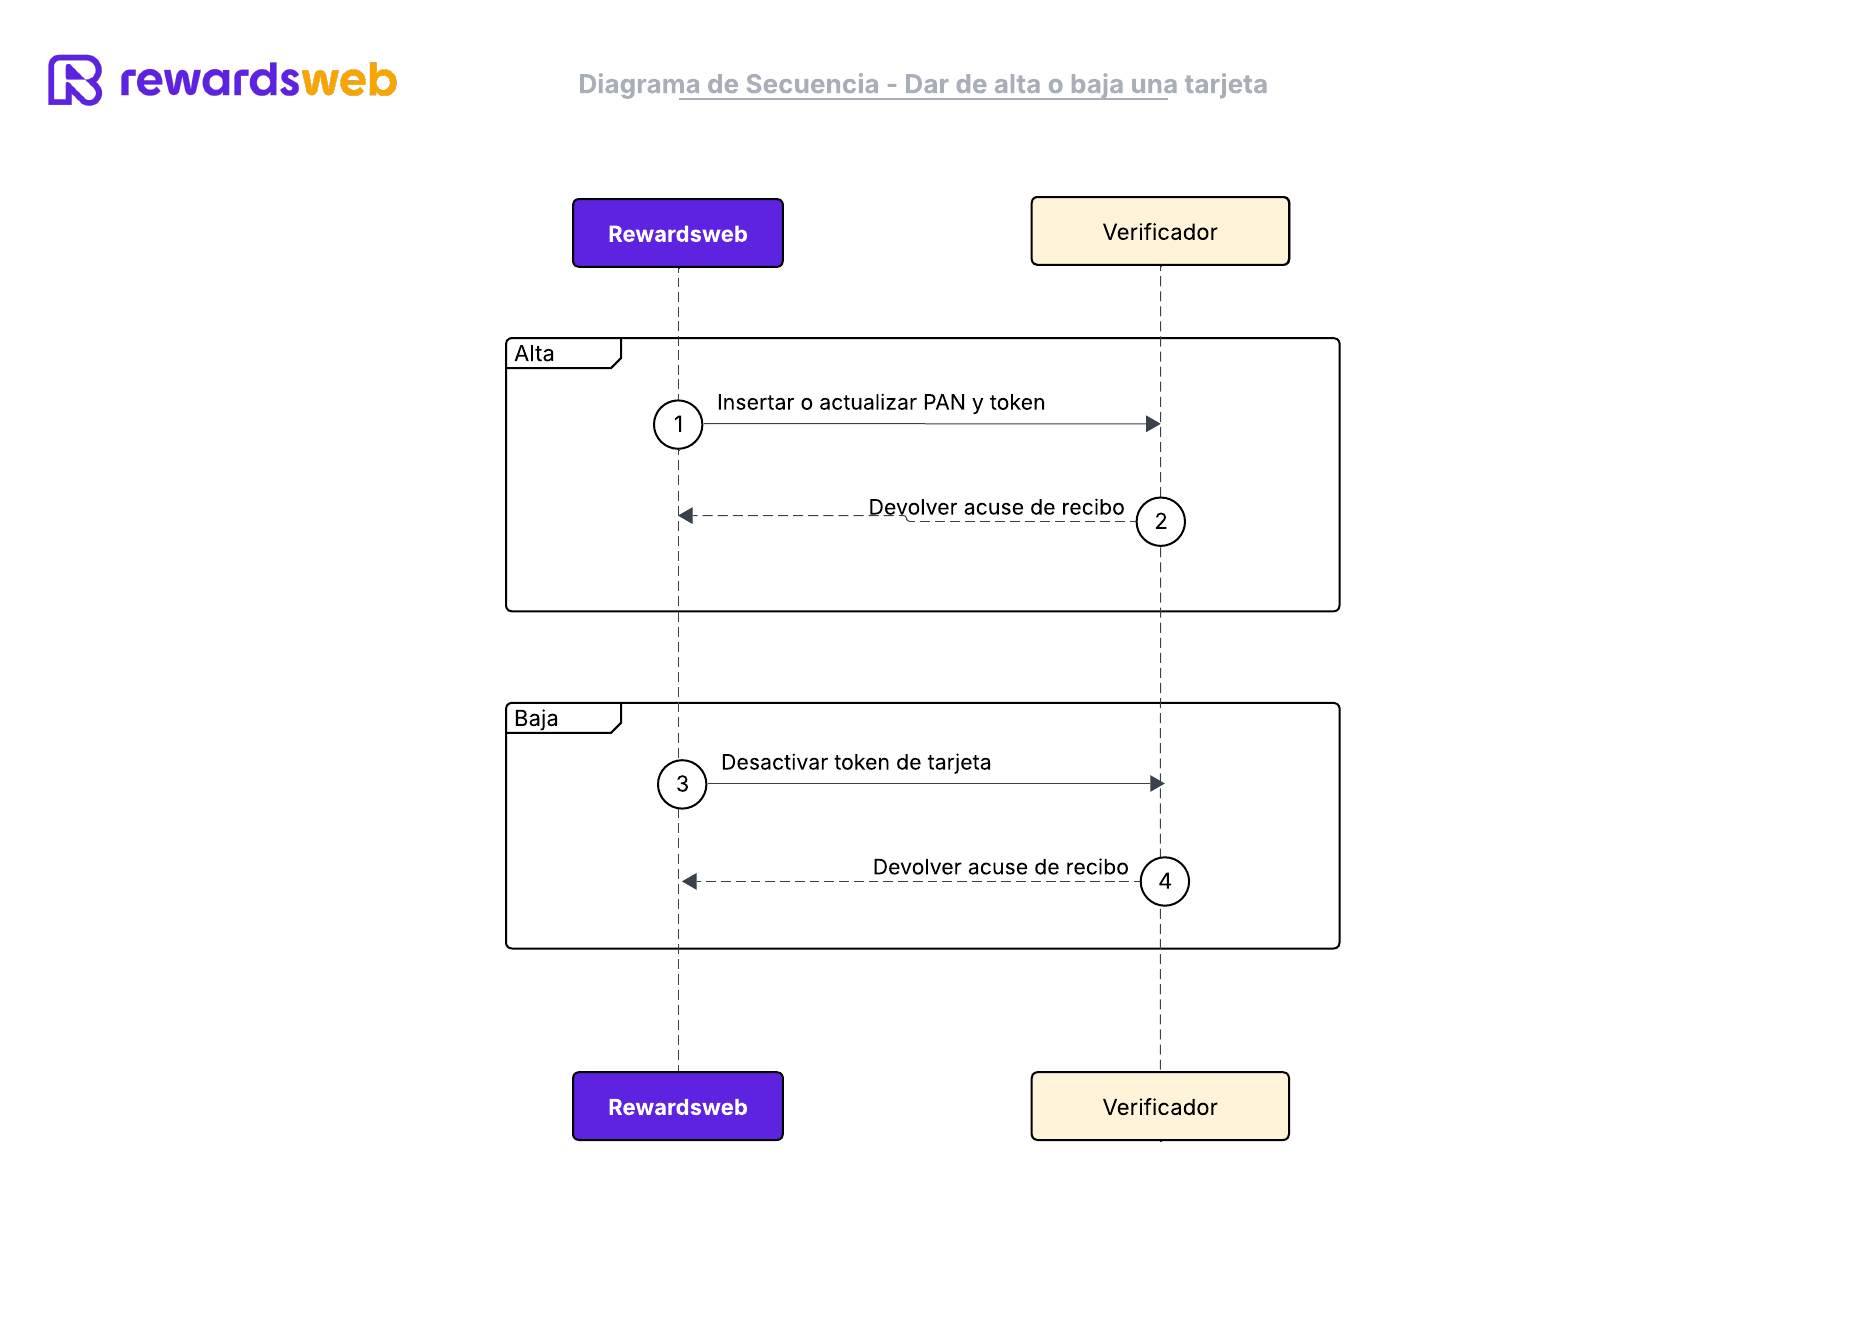 rewardsweb
Diagrama de Secuencia - Dar de alta o baja una tarjeta
Rewardsweb
Verificador
Alta
1
Insertar o actualizar PAN y token
Devolver acuse de recibo
2
Baja
3
Desactivar token de tarjeta
Devolver acuse de recibo
4
Rewardsweb
Verificador